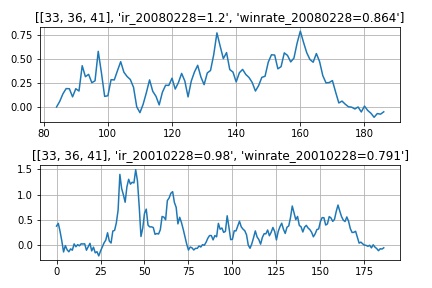 [[33, 36, 41], 'ir_20080228=1.2', 'winrate_20080228=0.864']
0.75
0.50
0.25
0.00
80 100 120 140 160 180
[[33, 36, 41], 'ir_20010228=0.98', 'winrate_20010228=0.791']
1.5
1.0
0.5
0.0
0 25 50 75 100 125 150 175